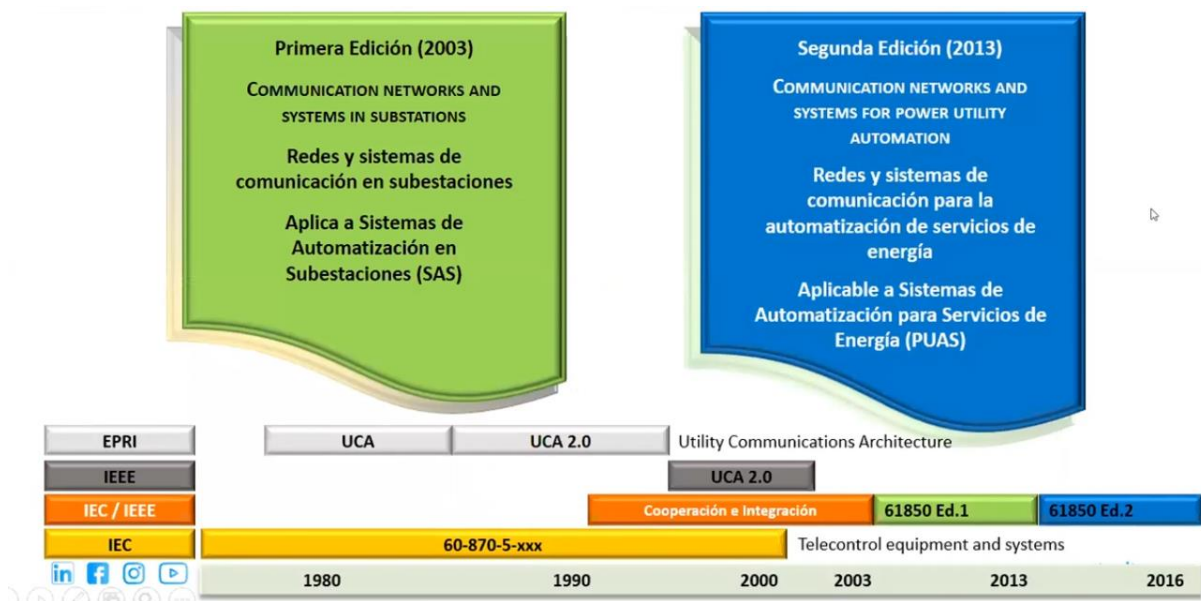 Primera Edición (2003)
COMMUNICATION NETWORKS AND
SYSTEMS IN SUBSTATIONS
Redes y sistemas de
comunicación en subestaciones
Aplica a Sistemas de
Automatización en
Subestaciones (SAS)
Segunda Edición (2013)
COMMUNICATION NETWORKS AND
SYSTEMS FOR POWER UTILITY
AUTOMATION
Redes y sistemas de
comunicación para la
automatización de servicios de
energía
Aplicable a Sistemas de
Automatización para Servicios de
Energía (PUAS)
EPRI UCA UCA 2.0 Utility Communications Architecture
IEEE UCA 2.0
IEC / IEEE Cooperación e Integración 61850 Ed.1 61850 Ed.2
IEC 60-870-5-xxx Telecontrol equipment and systems
in f
1980 1990 2000 2003 2013 2016